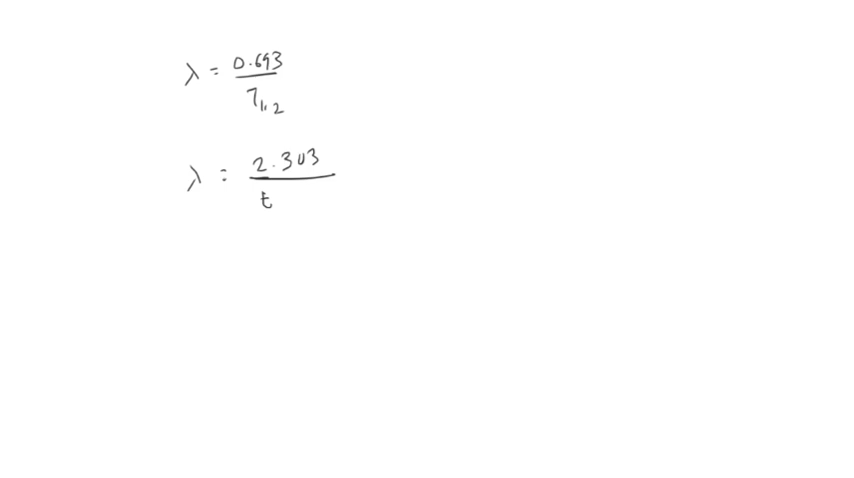 λ = 0.693 / T1/2
λ = 2.303 / t